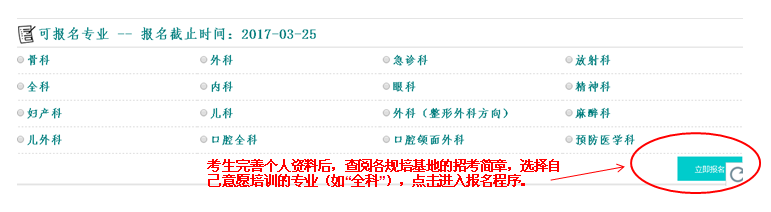 可报名专业 -- 报名截止时间：2017-03-25
骨科 外科 急诊科 放射科
全科 内科 眼科 精神科
妇产科 儿科 外科（整形外科方向） 麻醉科
儿外科 口腔全科 口腔颌面外科 预防医学科
考生完善个人资料后，查阅各规培基地的招考简章，选择自
己意愿培训的专业（如“全科”），点击进入报名程序。
立即报名